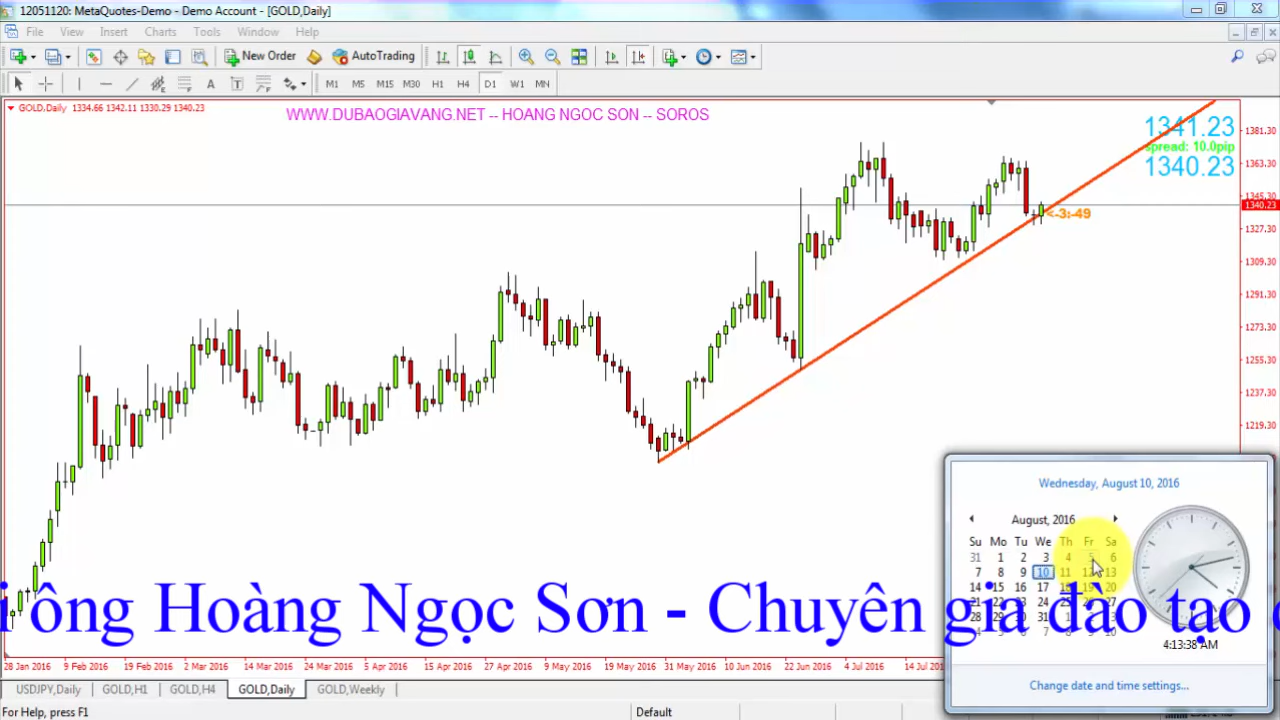 12051120: MetaQuotes-Demo - Demo Account - [GOLD,Daily]
File View Insert Charts Tools Window Help
New Order AutoTrading
M1 M5 M15 M30 H1 H4 D1 W1 MN
GOLD,Daily 1334.66 1342.11 1330.29 1340.23
WWW.DUBAOGIAVANG.NET -- HOANG NGOC SON -- SOROS
1341.23
spread: 10.0pip
1340.23
<-3:-49
1381.30
1363.30
1345.30
1340.23
1327.30
1309.30
1291.30
1273.30
1255.30
1237.30
1219.30
Wednesday, August 10, 2016
August, 2016
Su Mo Tu We Th Fr Sa
31 1 2 3 4 5 6
7 8 9 10 11 12 13
14 15 16 17 18 19 20
22 23 24 25
28 29 30 31
ông Hoàng Ngọc Sơn - Chuyên gia đào tạo
4:13:38 AM
Change date and time settings...
28 Jan 2016 9 Feb 2016 19 Feb 2016 2 Mar 2016 14 Mar 2016 24 Mar 2016 5 Apr 2016 15 Apr 2016 27 Apr 2016 9 May 2016 19 May 2016 31 May 2016 10 Jun 2016 22 Jun 2016 4 Jul 2016 14 Jul
USDJPY,Daily GOLD,H1 GOLD,H4 GOLD,Daily GOLD,Weekly
For Help, press F1 Default